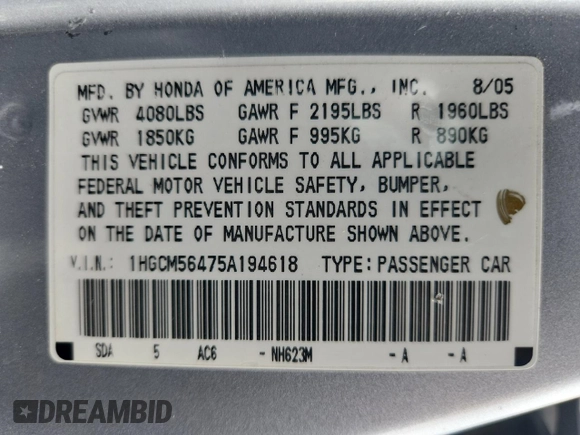 MFD. BY HONDA OF AMERICA MFG., INC. 8/05
GVWR 4080LBS GAWR F 2195LBS R 1960LBS
GVWR 1850KG GAWR F 995KG R 890KG
THIS VEHICLE CONFORMS TO ALL APPLICABLE
FEDERAL MOTOR VEHICLE SAFETY, BUMPER,
AND THEFT PREVENTION STANDARDS IN EFFECT
ON THE DATE OF MANUFACTURE SHOWN ABOVE.
V.I.N.: 1HGCM56475A194618 TYPE: PASSENGER CAR
SDA 5 AC6 - NH623M - A - A
DREAMBID